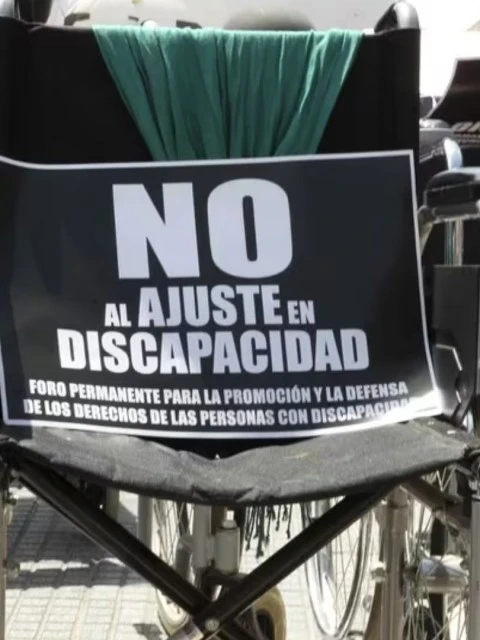 NO
AL AJUSTE EN
DISCAPACIDAD
FORO PERMANENTE PARA LA PROMOCIÓN Y LA DEFENSA
DE LOS DERECHOS DE LAS PERSONAS CON DISCAPACIDAD